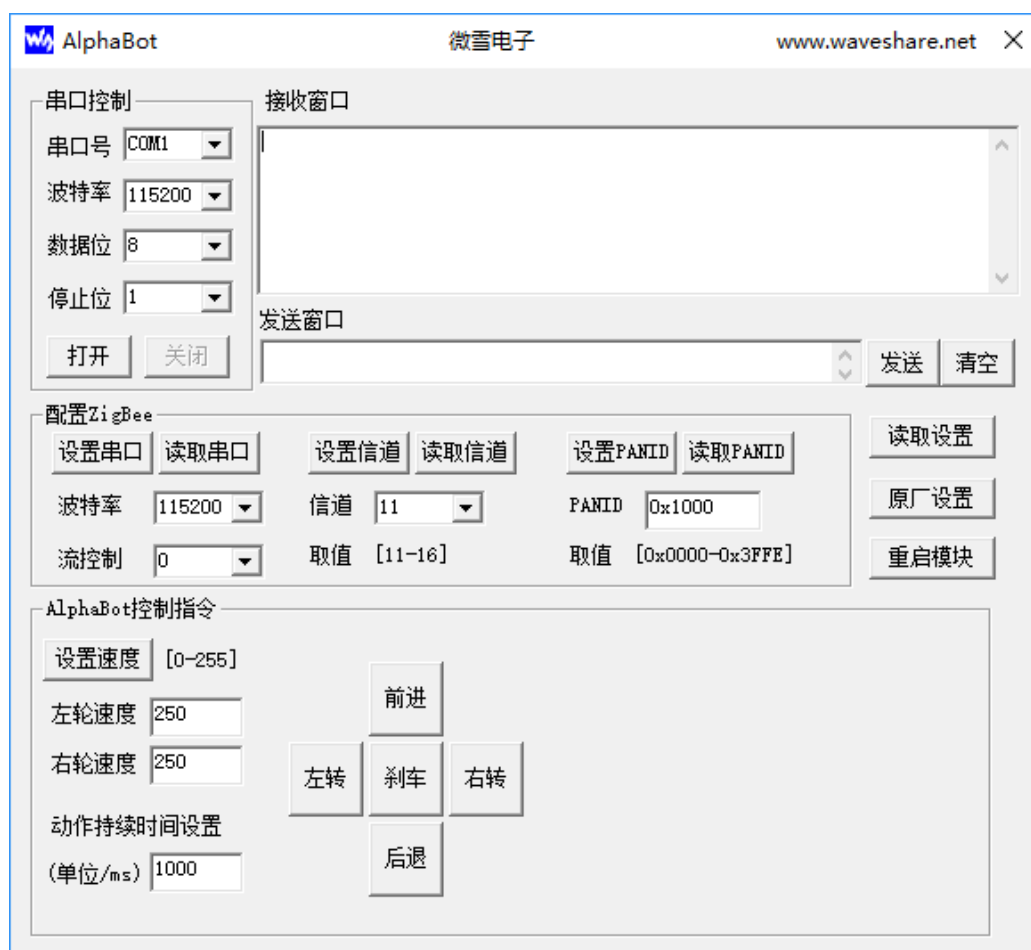 AlphaBot 微雪电子 www.waveshare.net
串口控制
串口号 COM1
波特率 115200
数据位 8
停止位 1
打开 关闭
接收窗口
发送窗口
发送 清空
配置ZigBee
设置串口 读取串口 设置信道 读取信道 设置PANID 读取PANID
波特率 115200 信道 11 PANID 0x1000
流控制 0 取值 [11-16] 取值 [0x0000-0x3FFE]
读取设置
原厂设置
重启模块
AlphaBot控制指令
设置速度 [0-255]
左轮速度 250
右轮速度 250
动作持续时间设置
(单位/ms) 1000
前进
左转 刹车 右转
后退